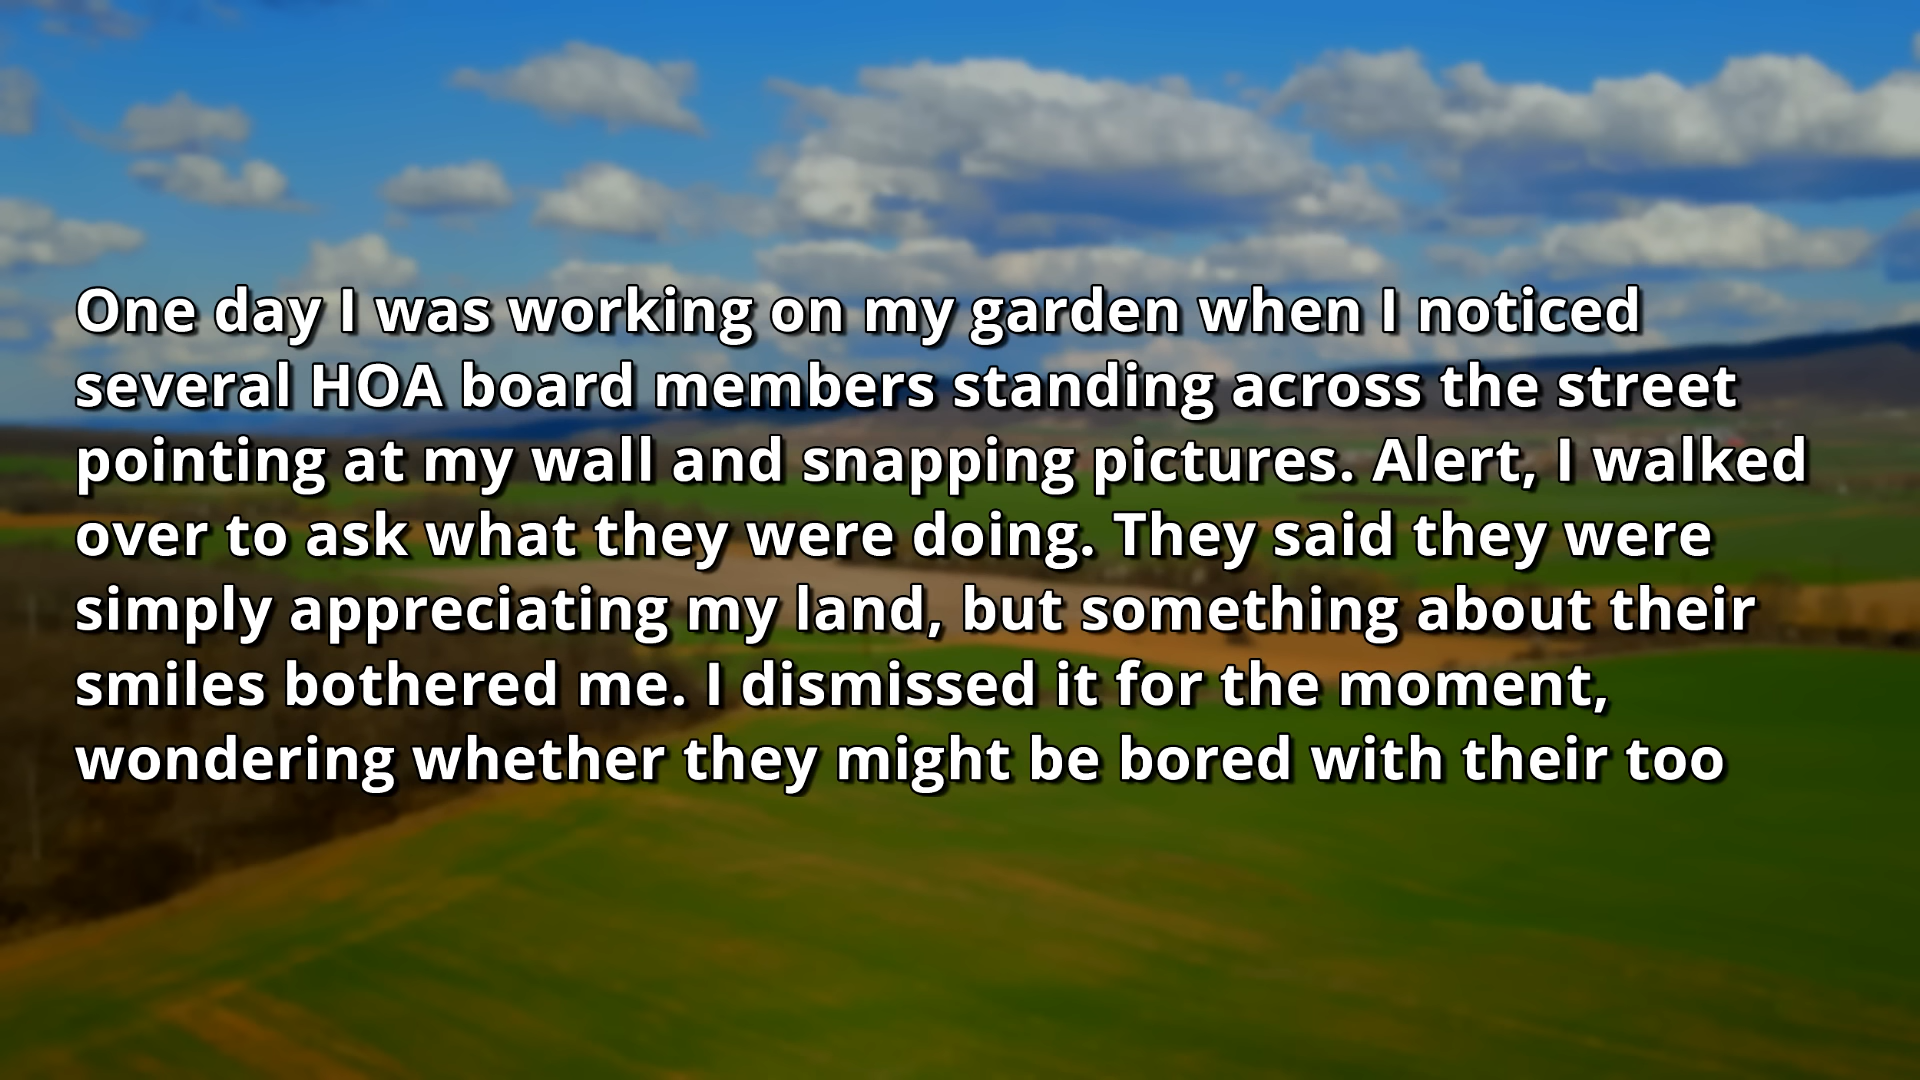 One day I was working on my garden when I noticed
several HOA board members standing across the street
pointing at my wall and snapping pictures. Alert, I walked
over to ask what they were doing. They said they were
simply appreciating my land, but something about their
smiles bothered me. I dismissed it for the moment,
wondering whether they might be bored with their too